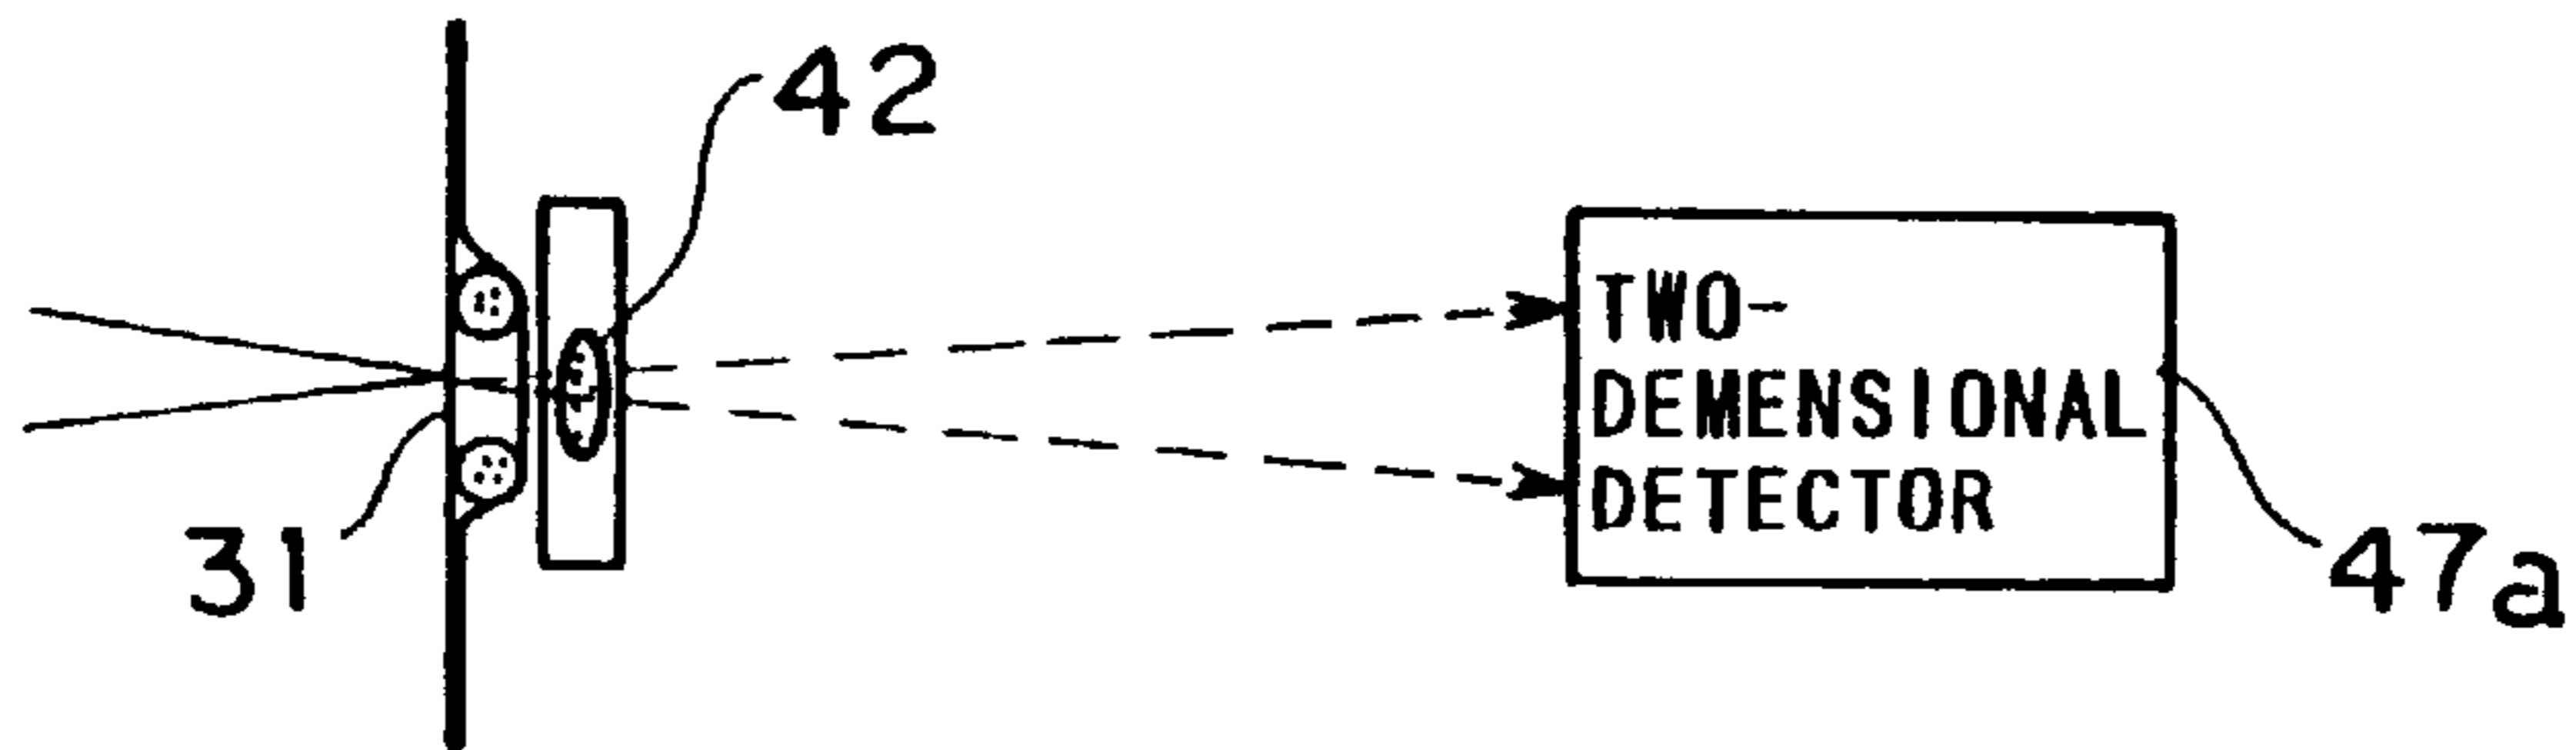 42
TWO-
DEMENSIONAL
DETECTOR
31
47a